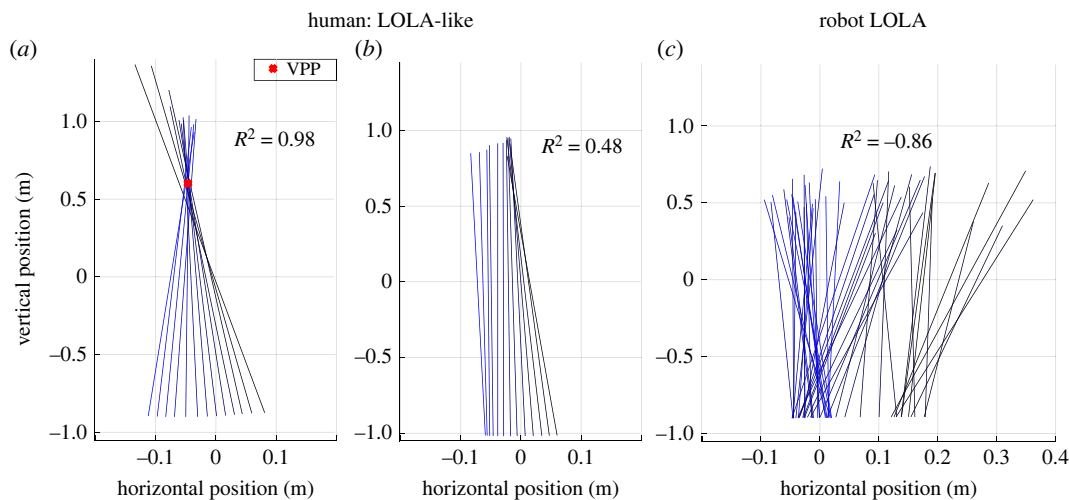 human: LOLA-like
robot LOLA
(a)
(b)
(c)
VPP
R² = 0.98
R² = 0.48
R² = –0.86
vertical position (m)
1.0
0.5
0
–0.5
–1.0
–0.1
0
0.1
horizontal position (m)
1.0
0.5
0
–0.5
–1.0
–0.1
0
0.1
horizontal position (m)
1.0
0.5
0
–0.5
–1.0
–0.1
0
0.1
0.2
0.3
0.4
horizontal position (m)